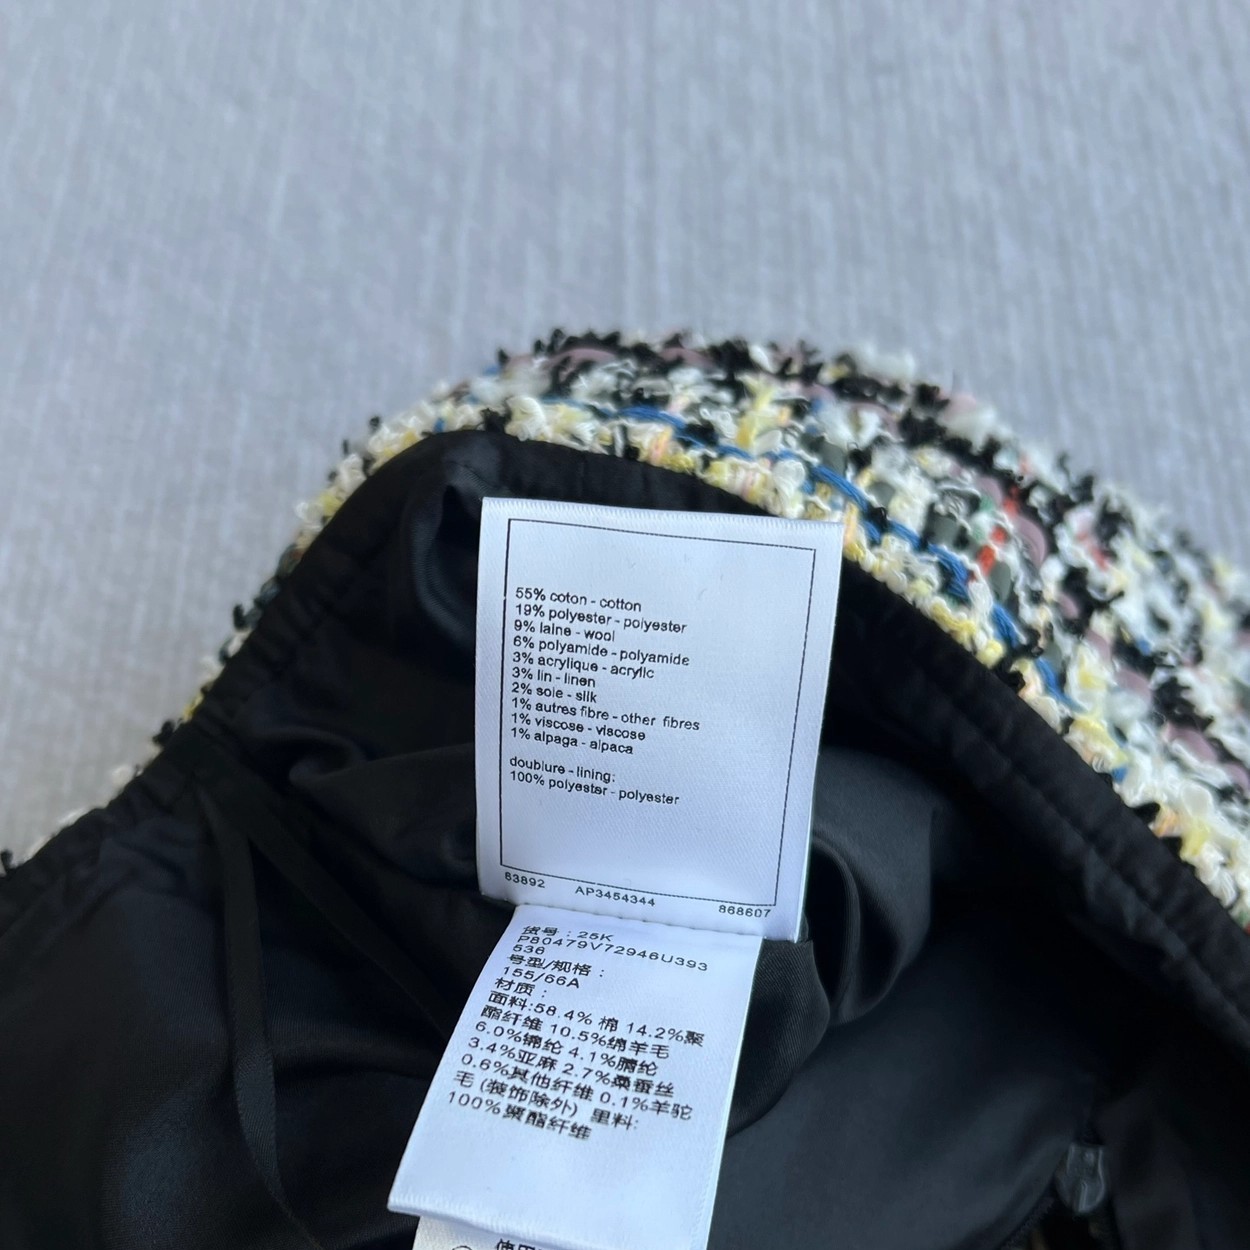 55% coton - cotton
19% polyester - polyester
9% laine - wool
6% polyamide - polyamide
3% acrylique - acrylic
3% lin - linen
2% soie - silk
1% autres fibre - other fibres
1% viscose - viscose
1% alpaga - alpaca
doublure - lining:
100% polyester - polyester
63892 AP3454344 868607
货号：25K
P80479V72946U393
536
号型/规格：
155/66A
材质：
面料:58.4% 棉 14.2%聚
酯纤维 10.5%绵羊毛
6.0%锦纶 4.1%腈纶
3.4%亚麻 2.7%桑蚕丝
0.6%其他纤维 0.1%羊驼
毛 (装饰除外) 里料:
100%聚酯纤维